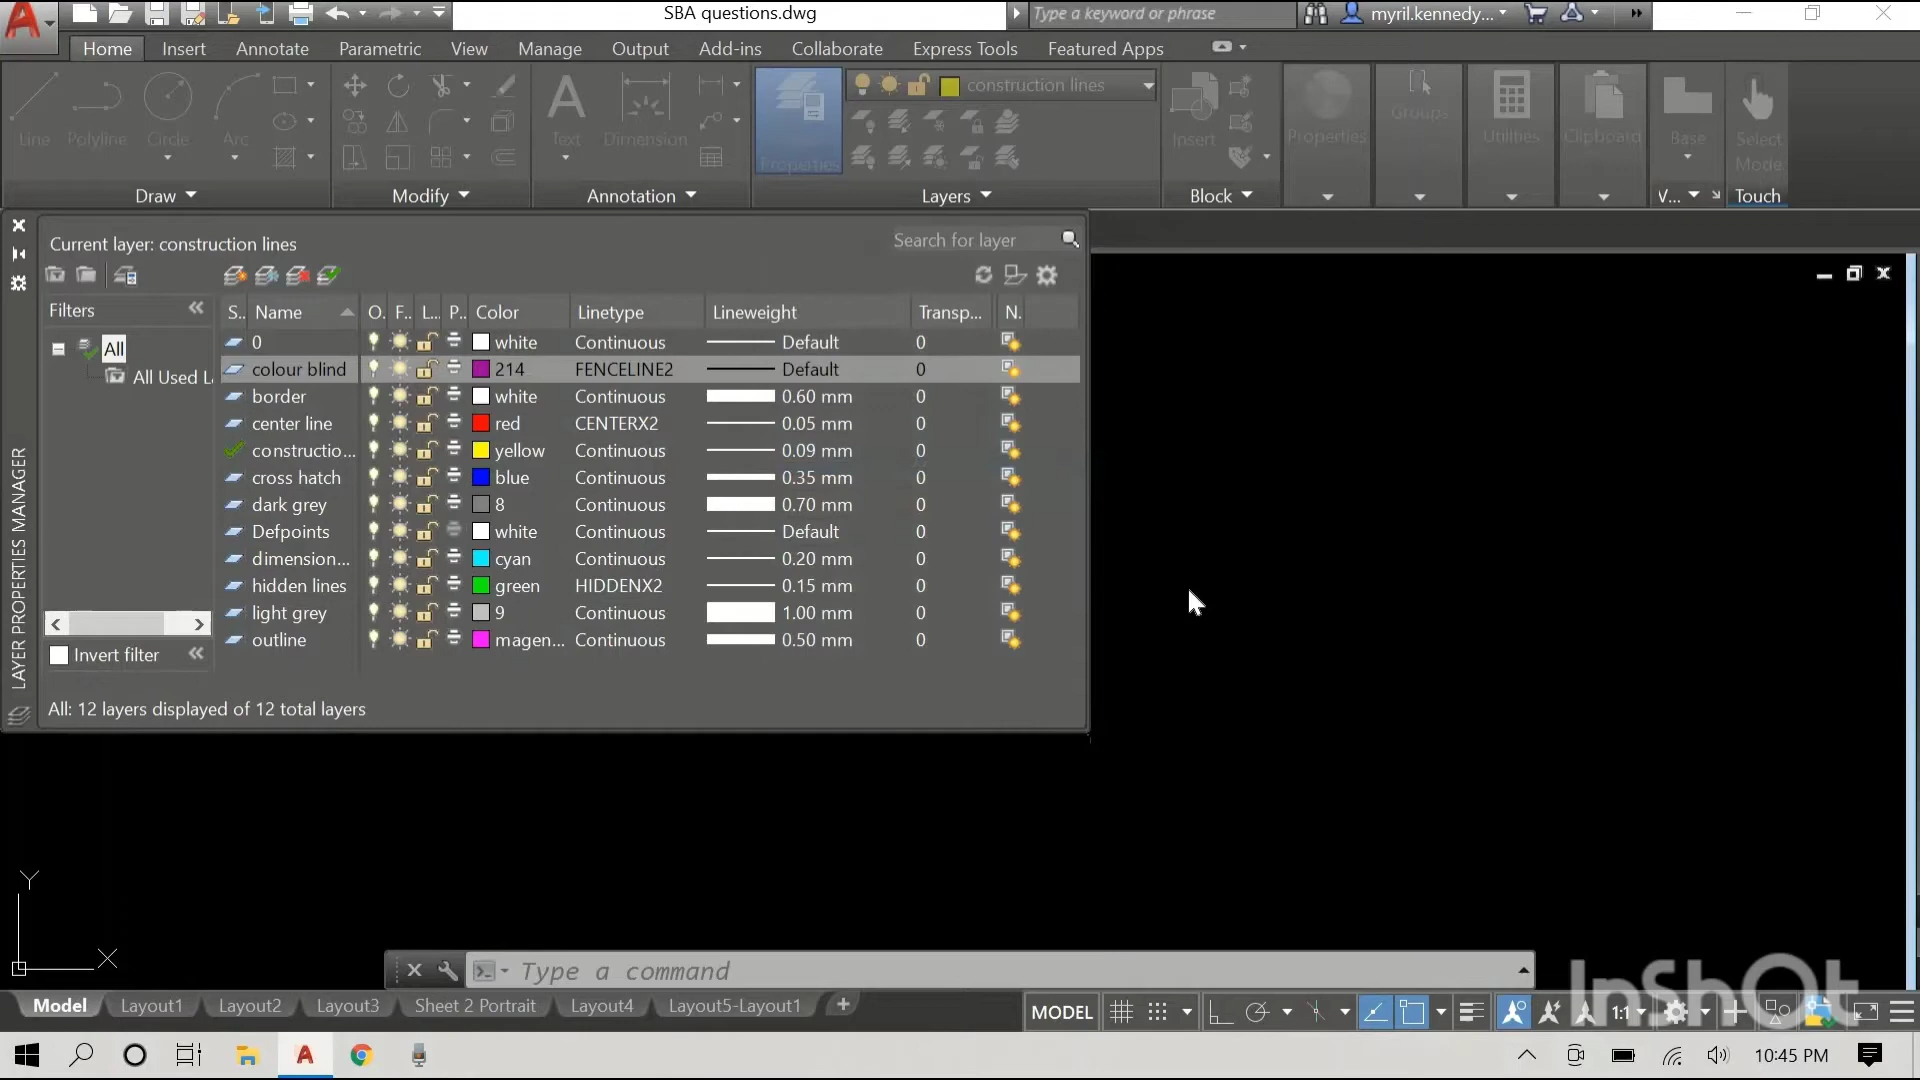 SBA questions.dwg
Type a keyword or phrase
myril.kennedy...
Home Insert Annotate Parametric View Manage Output Add-ins Collaborate Express Tools Featured Apps
Line Polyline Circle Arc
Text Dimension
Properties
construction lines
Insert
Properties
Groups
Utilities
Clipboard
Base
Select
Mode
Draw Modify Annotation Layers Block V... Touch
Current layer: construction lines
Search for layer
Filters
All
All Used L
Invert filter
S.. Name O. F.. L... P.. Color Linetype Lineweight Transp... N.
0 white Continuous Default 0
colour blind 214 FENCELINE2 Default 0
border white Continuous 0.60 mm 0
center line red CENTERX2 0.05 mm 0
constructio... yellow Continuous 0.09 mm 0
cross hatch blue Continuous 0.35 mm 0
dark grey 8 Continuous 0.70 mm 0
Defpoints white Continuous Default 0
dimension... cyan Continuous 0.20 mm 0
hidden lines green HIDDENX2 0.15 mm 0
light grey 9 Continuous 1.00 mm 0
outline magen... Continuous 0.50 mm 0
All: 12 layers displayed of 12 total layers
LAYER PROPERTIES MANAGER
Y
X
Type a command
Model Layout1 Layout2 Layout3 Sheet 2 Portrait Layout4 Layout5-Layout1
MODEL
1:1
InShOt
10:45 PM